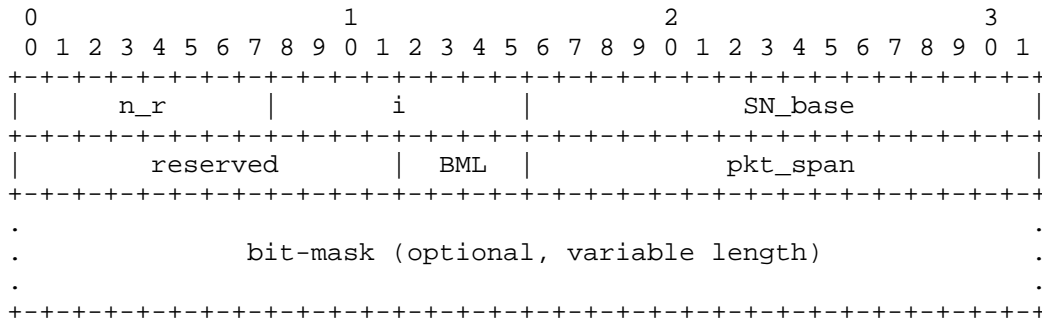 0                   1                   2                   3
 0 1 2 3 4 5 6 7 8 9 0 1 2 3 4 5 6 7 8 9 0 1 2 3 4 5 6 7 8 9 0 1
+-+-+-+-+-+-+-+-+-+-+-+-+-+-+-+-+-+-+-+-+-+-+-+-+-+-+-+-+-+-+-+-+
|      n_r      |       i       |             SN_base           |
+-+-+-+-+-+-+-+-+-+-+-+-+-+-+-+-+-+-+-+-+-+-+-+-+-+-+-+-+-+-+-+-+
|        reserved       |  BML  |            pkt_span           |
+-+-+-+-+-+-+-+-+-+-+-+-+-+-+-+-+-+-+-+-+-+-+-+-+-+-+-+-+-+-+-+-+
.                                                               .
.              bit-mask (optional, variable length)             .
.                                                               .
+-+-+-+-+-+-+-+-+-+-+-+-+-+-+-+-+-+-+-+-+-+-+-+-+-+-+-+-+-+-+-+-+